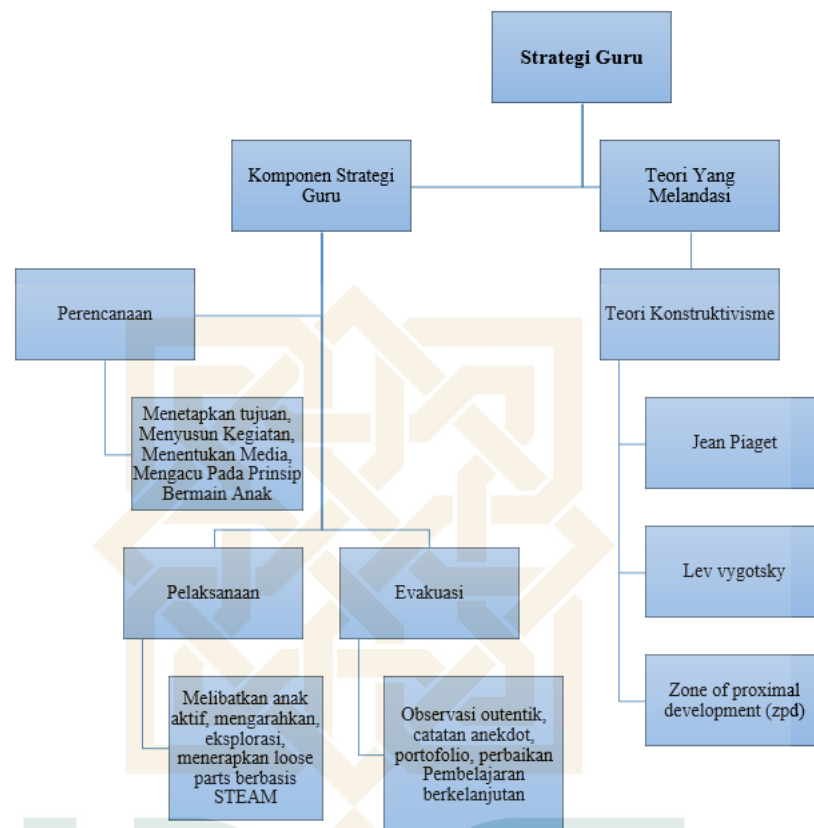 Strategi Guru
Komponen Strategi
Guru
Teori Yang
Melandasi
Perencanaan
Teori Konstruktivisme
Menetapkan tujuan,
Menyusun Kegiatan,
Menentukan Media,
Mengacu Pada Prinsip
Bermain Anak
Jean Piaget
Lev vygotsky
Pelaksanaan
Evakuasi
Zone of proximal
development (zpd)
Melibatkan anak
aktif, mengarahkan,
eksplorasi,
menerapkan loose
parts berbasis
STEAM
Observasi outentik,
catatan anekdot,
portofolio, perbaikan
Pembelajaran
berkelanjutan